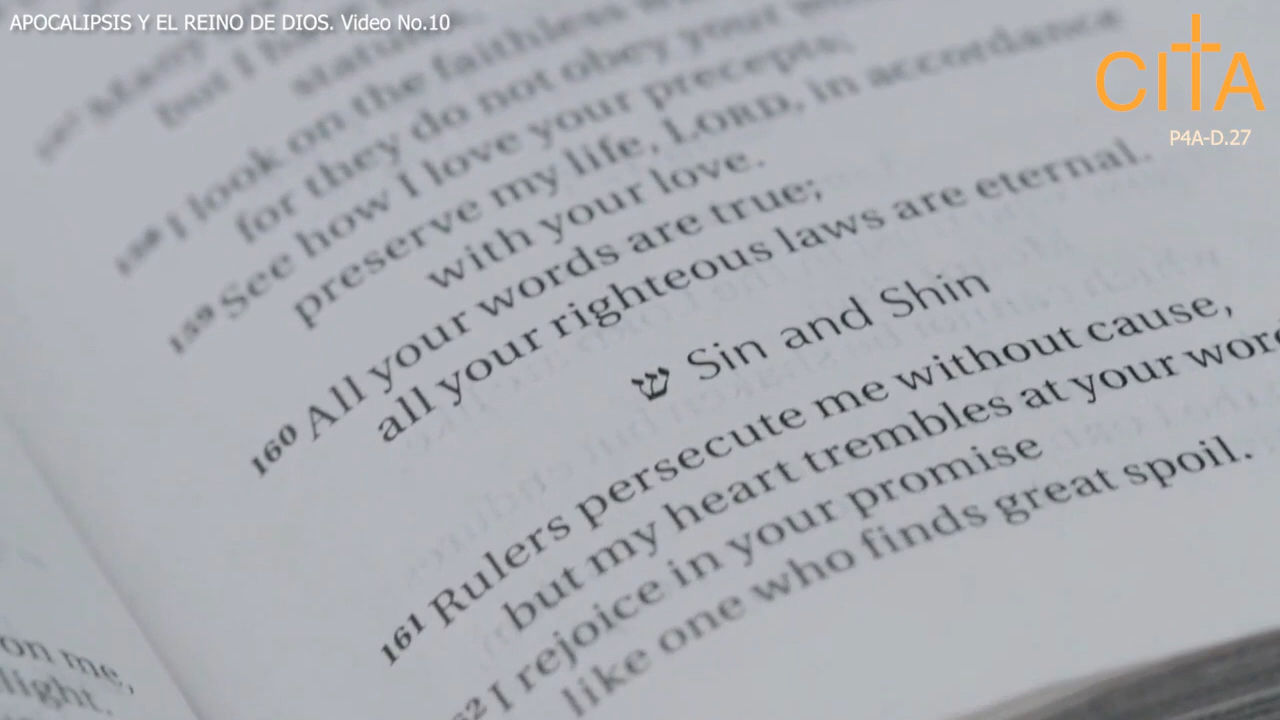 APOCALIPSIS Y EL REINO DE DIOS. Video No.10
CITA
P4A-D.27
but I
statu
158 I look on the faithless
for they do not obey your
159 See how I love your precepts;
preserve my life, LORD, in accordance
with your love.
160 All your words are true;
all your righteous laws are eternal.
ש Sin and Shin
161 Rulers persecute me without cause,
but my heart trembles at your wor
62 I rejoice in your promise
like one who finds great spoil.
on me,
light.